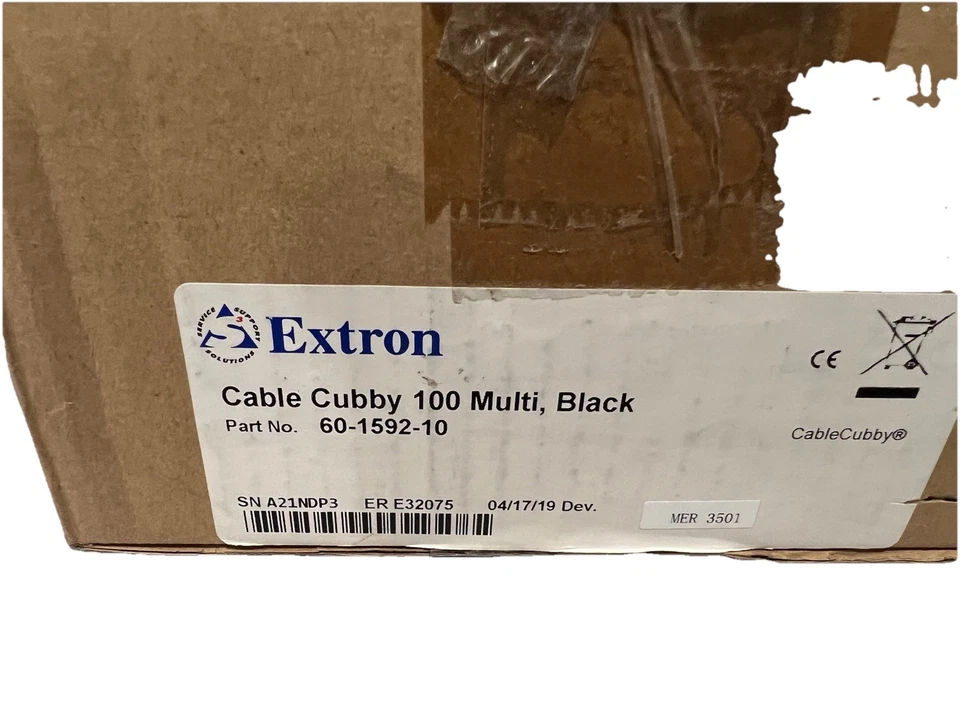 SERVICE SUPPORT SOLUTIONS
S3 Extron
Cable Cubby 100 Multi, Black
Part No. 60-1592-10
CE
CableCubby®
SN A21NDP3 ER E32075 04/17/19 Dev.
MER 3501